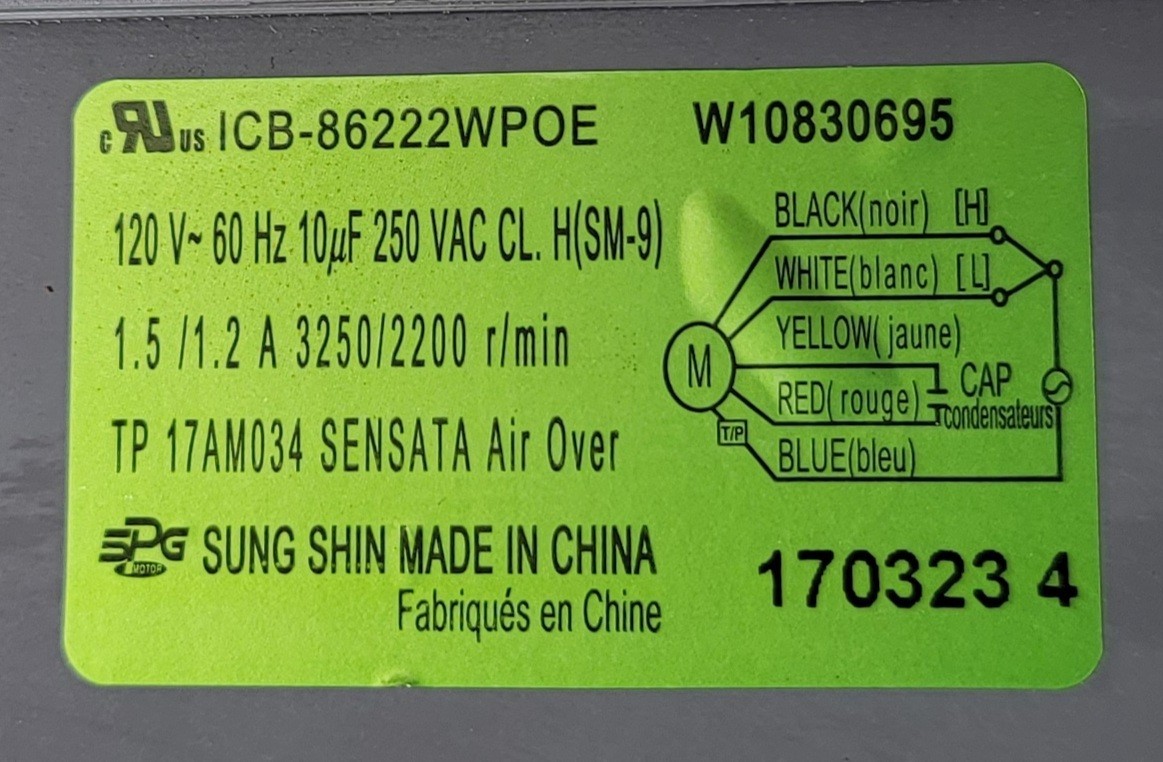 c RU us ICB-86222WPOE W10830695
120 V~ 60 Hz 10µF 250 VAC CL. H(SM-9)
1.5 /1.2 A 3250/2200 r/min
TP 17AM034 SENSATA Air Over
SPG MOTOR SUNG SHIN MADE IN CHINA
Fabriqués en Chine
BLACK(noir) [H]
WHITE(blanc) [L]
YELLOW(jaune)
M
CAP
RED(rouge)
condensateurs
T/P
BLUE(bleu)
170323 4